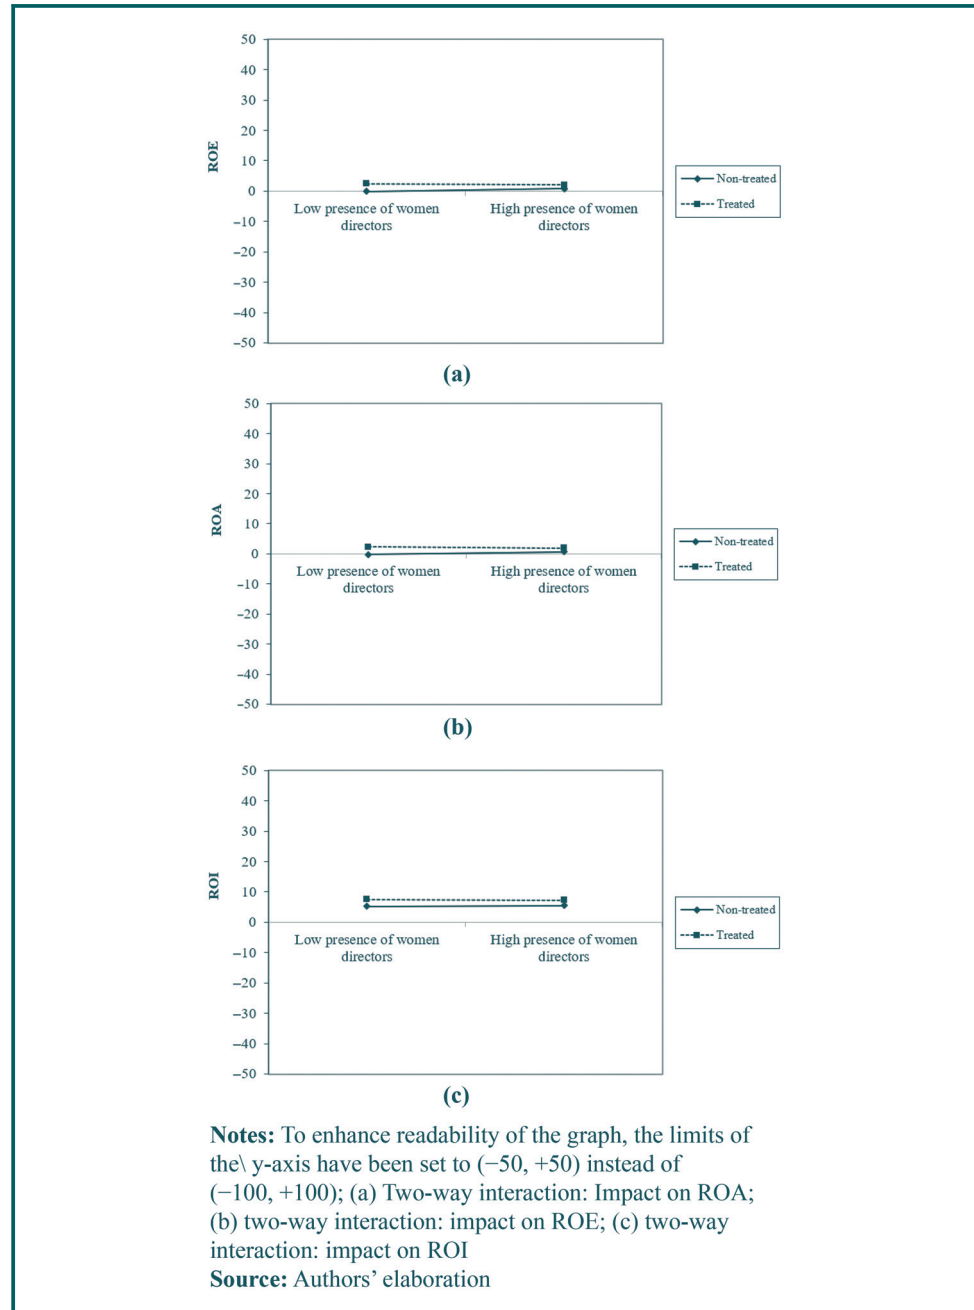 50
40
30
20
10
0
−10
−20
−30
−40
−50
ROE
Low presence of women
directors
High presence of women
directors
Non-treated
Treated
(a)
50
40
30
20
10
0
−10
−20
−30
−40
−50
ROA
Low presence of women
directors
High presence of women
directors
Non-treated
Treated
(b)
50
40
30
20
10
0
−10
−20
−30
−40
−50
ROI
Low presence of women
directors
High presence of women
directors
Non-treated
Treated
(c)
Notes: To enhance readability of the graph, the limits of
the\ y-axis have been set to (−50, +50) instead of
(−100, +100); (a) Two-way interaction: Impact on ROA;
(b) two-way interaction: impact on ROE; (c) two-way
interaction: impact on ROI
Source: Authors’ elaboration